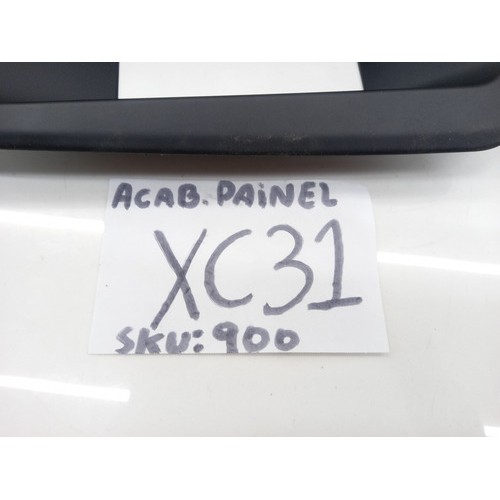 ACAB. PAiNEL
XC31
SKU: 900